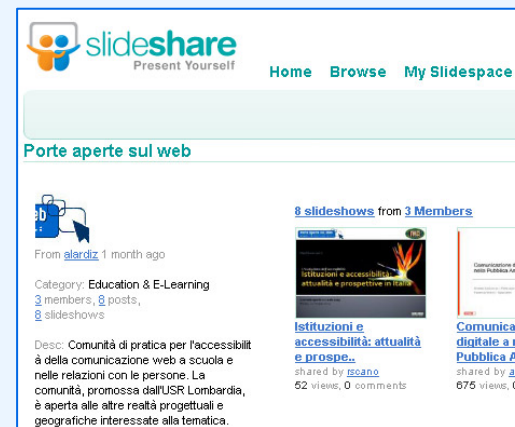 slideshare
Present Yourself
Home Browse My Slidespace
Porte aperte sul web
From alardiz 1 month ago
Category: Education & E-Learning
3 members, 8 posts,
8 slideshows
Desc: Comunità di pratica per l'accessibilit
à della comunicazione web a scuola e
nelle relazioni con le persone. La
comunità, promossa dall'USR Lombardia,
è aperta alle altre realtà progettuali e
geografiche interessate alla tematica.
8 slideshows from 3 Members
Istituzioni e accessibilità:
attualità e prospettive in Italia
Istituzioni e
accessibilità: attualità
e prospe..
shared by rscano
52 views, 0 comments
Comunicazione d
nella Pubblica A
Comunica
digitale a
Pubblica A
shared by a
675 views,